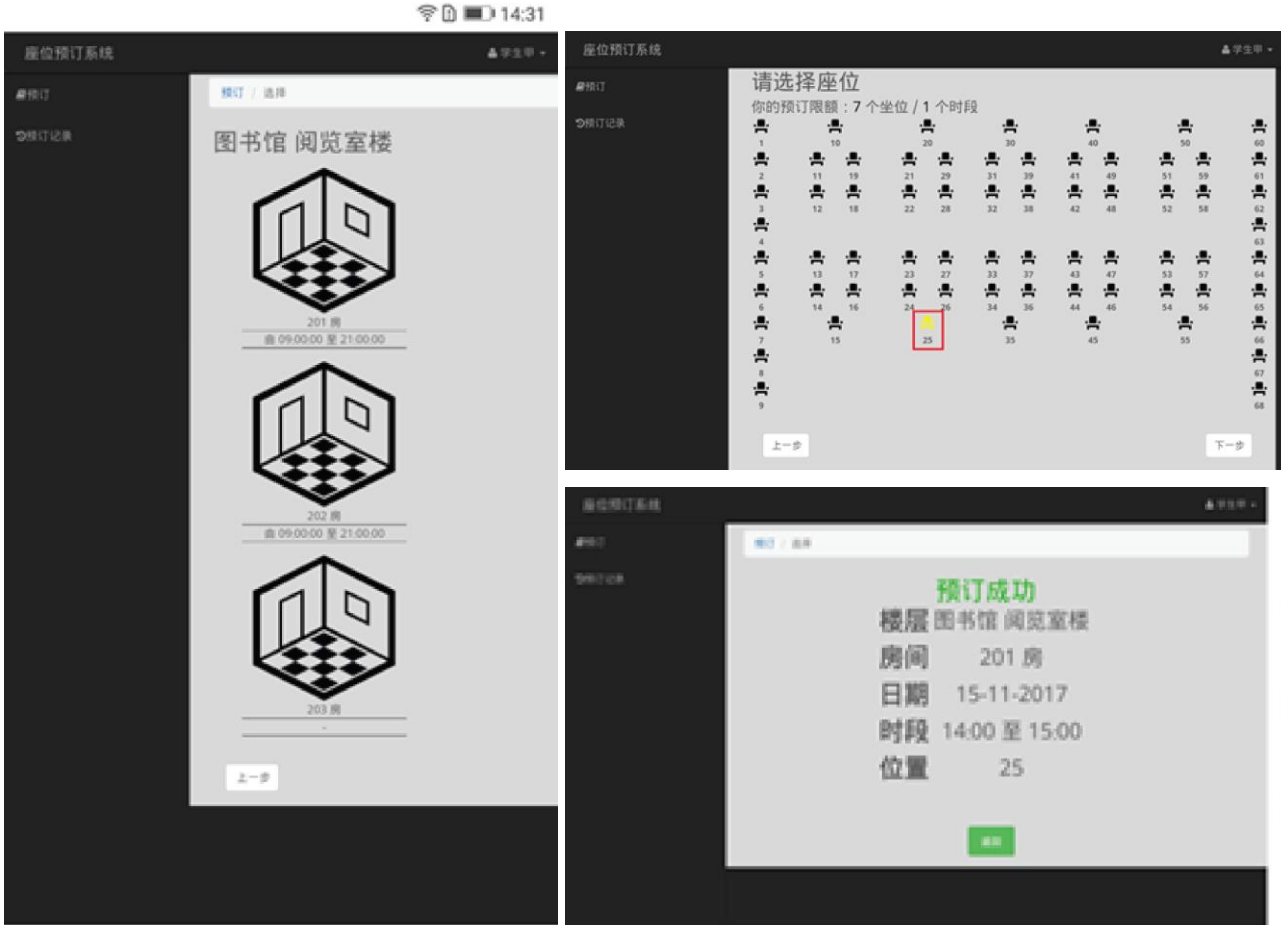 14:31
座位预订系统 学生甲
预订
预订记录
预订 / 选择
图书馆 阅览室楼
201 房
由 09:00:00 至 21:00:00
202 房
由 09:00:00 至 21:00:00
203 房
-
上一步
座位预订系统 学生甲
预订
预订记录
请选择座位
你的预订限额：7 个坐位 / 1 个时段
1 10 20 30 40 50 60
2 11 19 21 29 31 39 41 49 51 59 61
3 12 18 22 28 32 38 42 48 52 58 62
4 63
5 13 17 23 27 33 37 43 47 53 57 64
6 14 16 24 26 34 36 44 46 54 56 65
7 15 25 35 45 55 66
8 67
9 68
上一步 下一步
座位预订系统 学生甲
预订
预订记录
预订 / 选择
预订成功
楼层 图书馆 阅览室楼
房间 201 房
日期 15-11-2017
时段 14:00 至 15:00
位置 25